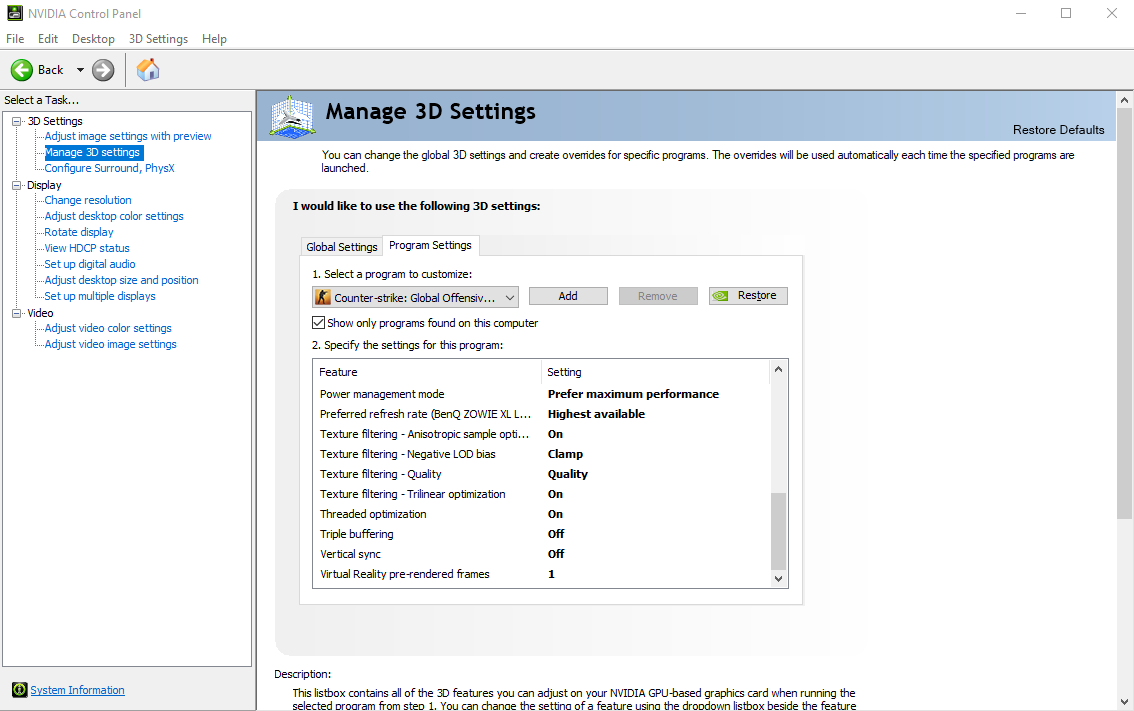 NVIDIA Control Panel
File Edit Desktop 3D Settings Help
Back
Select a Task...
3D Settings
Adjust image settings with preview
Manage 3D settings
Configure Surround, PhysX
Display
Change resolution
Adjust desktop color settings
Rotate display
View HDCP status
Set up digital audio
Adjust desktop size and position
Set up multiple displays
Video
Adjust video color settings
Adjust video image settings
System Information
Manage 3D Settings
Restore Defaults
You can change the global 3D settings and create overrides for specific programs. The overrides will be used automatically each time the specified programs are
launched.
I would like to use the following 3D settings:
Global Settings Program Settings
1. Select a program to customize:
Counter-strike: Global Offensiv... Add Remove Restore
Show only programs found on this computer
2. Specify the settings for this program:
Feature Setting
Power management mode Prefer maximum performance
Preferred refresh rate (BenQ ZOWIE XL L... Highest available
Texture filtering - Anisotropic sample opti... On
Texture filtering - Negative LOD bias Clamp
Texture filtering - Quality Quality
Texture filtering - Trilinear optimization On
Threaded optimization On
Triple buffering Off
Vertical sync Off
Virtual Reality pre-rendered frames 1
Description:
This listbox contains all of the 3D features you can adjust on your NVIDIA GPU-based graphics card when running the
selected program from step 1. You can change the setting of a feature using the dropdown listbox beside the feature